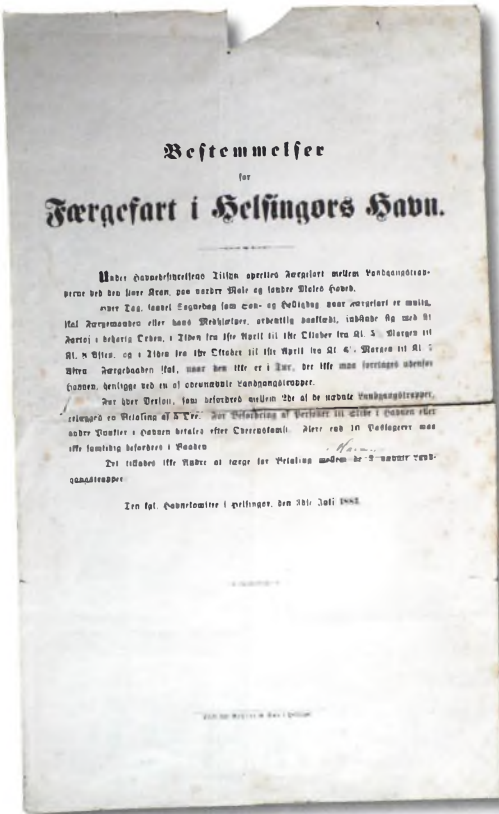 Bestemmelser
for
Færgefart i Helsingørs Havn.
Under Havnebestyrelsens Tilsyn oprettes Færgefart mellem Landgangstrap-
perne ved den store Kran, paa nordre Mole og søndre Moles Hoved.
Hver Dag, saavel Søgnedag som Søn- og Helligdag naar Færgefart er mulig,
skal Færgemanden eller hans Medhjælper, ordentlig paaklædt, indfinde sig med sit
Fartøj i behørig Orden, i Tiden fra 1ste April til 1ste Oktober fra Kl. 5 Morgen til
Kl. 8 Aften, og i Tiden fra 1ste Oktober til 1ste April fra Kl. Morgen til Kl.
Aften Færgebaaden skal, naar den ikke er i Tur, der ikke maa foretages udenfor
Havnen, henligge ved en af ovennævnte Landgangstrapper.
For hver Person, som befordres mellem 2de af de nævnte Landgangstrapper,
erlægges en Betaling af 5 Øre. For Befordring af Personer til Skibe i Havnen eller
andre Punkter i Havnen betales efter Overenskomst. Flere end 10 Passagerer maa
ikke samtidig befordres i Baaden
Det tillades ikke Andre at færge for Betaling mellem de 3 nævnte Land-
gangstrapper
Den kgl. Havnekomitee i Helsingør, den Juli 1882.